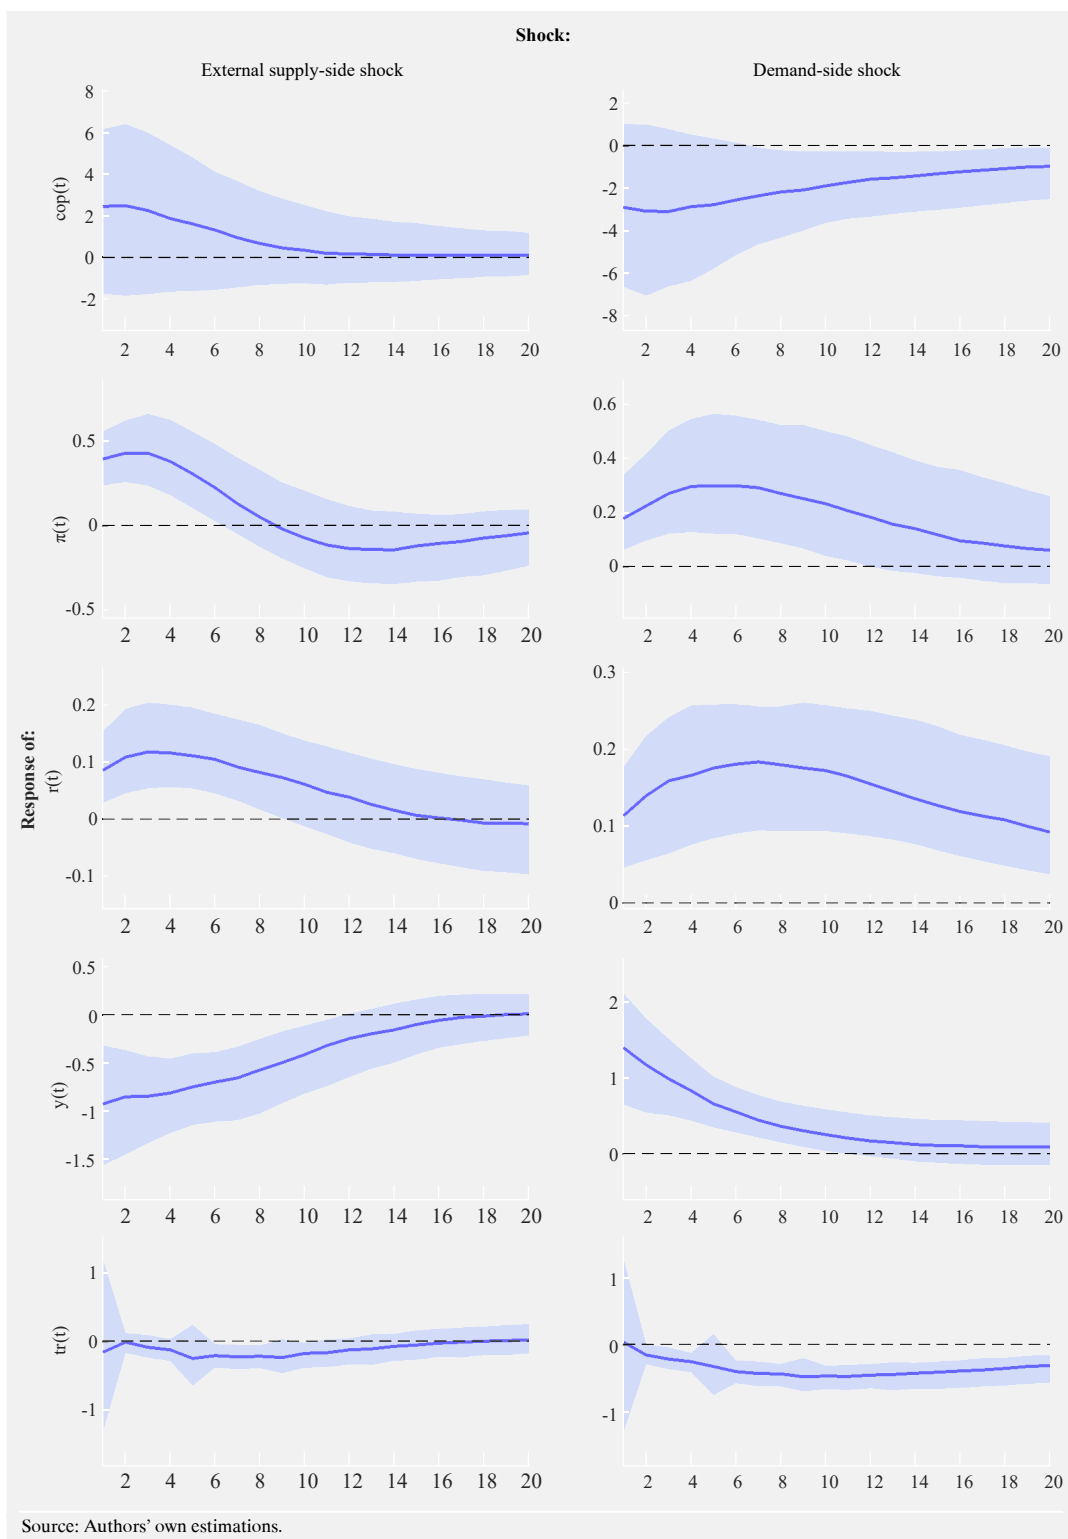 Shock:
External supply-side shock
Demand-side shock
Response of:
cop(t)
8
6
4
2
0
-2
2 4 6 8 10 12 14 16 18 20
2
0
-2
-4
-6
-8
2 4 6 8 10 12 14 16 18 20
π(t)
0.5
0
-0.5
2 4 6 8 10 12 14 16 18 20
0.6
0.4
0.2
0
2 4 6 8 10 12 14 16 18 20
r(t)
0.2
0.1
0
-0.1
2 4 6 8 10 12 14 16 18 20
0.3
0.2
0.1
0
2 4 6 8 10 12 14 16 18 20
y(t)
0.5
0
-0.5
-1
-1.5
2 4 6 8 10 12 14 16 18 20
2
1
0
2 4 6 8 10 12 14 16 18 20
tr(t)
1
0
-1
2 4 6 8 10 12 14 16 18 20
1
0
-1
2 4 6 8 10 12 14 16 18 20
Source: Authors' own estimations.